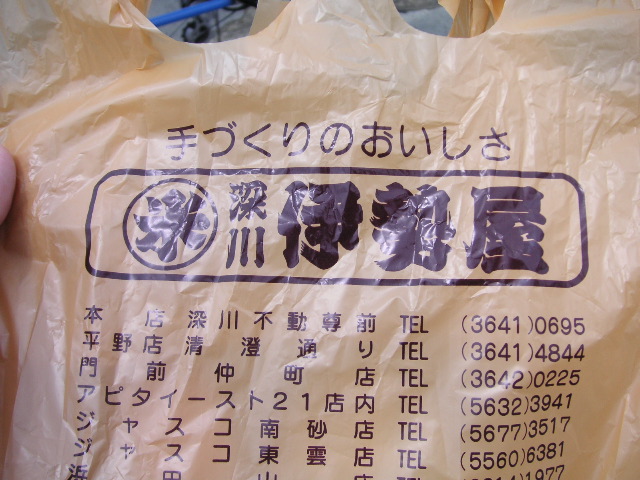 手づくりのおいしさ
深川 伊勢屋
本店深川不動尊前 TEL (3641)0695
平野店清澄通り TEL (3641)4844
門前仲町店 TEL (3642)0225
アピタイースト21店内 TEL (5632)3941
ジャスコ南砂店 TEL (5677)3517
ジャスコ東雲店 TEL (5560)6381